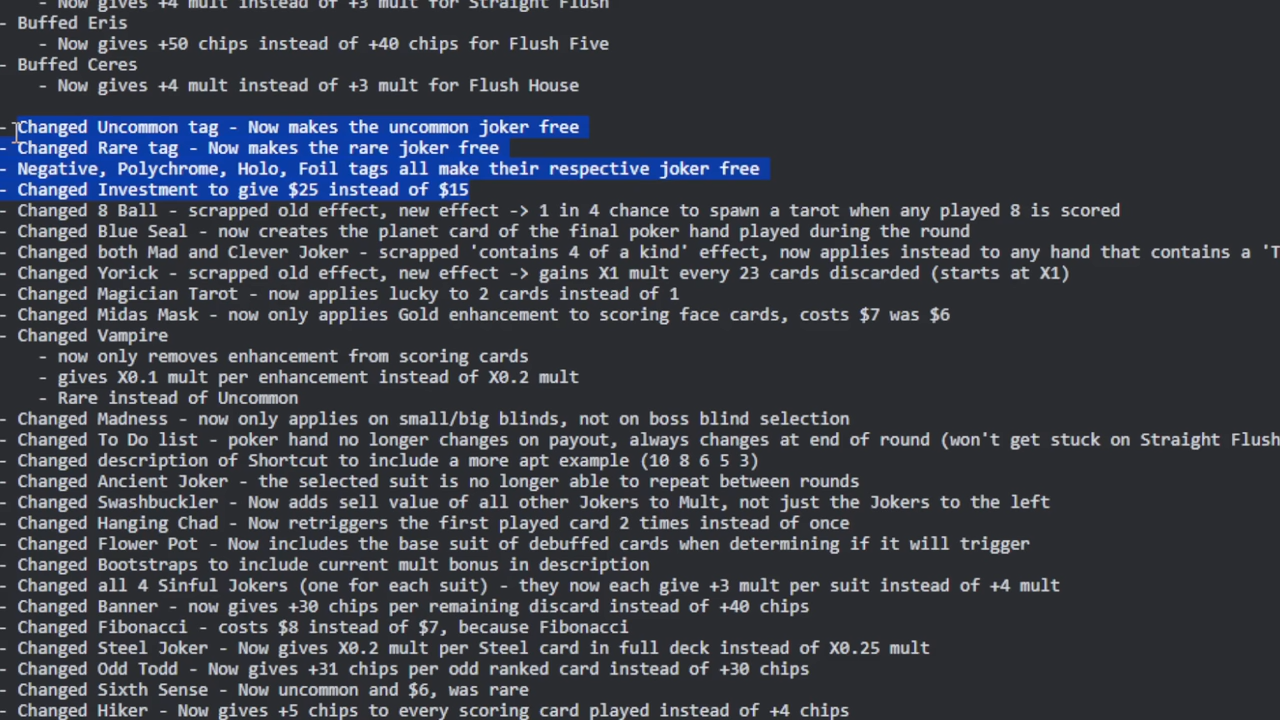 - Now gives +4 mult instead of +3 mult for Straight Flush
- Buffed Eris
- Now gives +50 chips instead of +40 chips for Flush Five
- Buffed Ceres
- Now gives +4 mult instead of +3 mult for Flush House
- Changed Uncommon tag - Now makes the uncommon joker free
- Changed Rare tag - Now makes the rare joker free
- Negative, Polychrome, Holo, Foil tags all make their respective joker free
- Changed Investment to give $25 instead of $15
- Changed 8 Ball - scrapped old effect, new effect -> 1 in 4 chance to spawn a tarot when any played 8 is scored
- Changed Blue Seal - now creates the planet card of the final poker hand played during the round
- Changed both Mad and Clever Joker - scrapped 'contains 4 of a kind' effect, now applies instead to any hand that contains a 'T
- Changed Yorick - scrapped old effect, new effect -> gains X1 mult every 23 cards discarded (starts at X1)
- Changed Magician Tarot - now applies lucky to 2 cards instead of 1
- Changed Midas Mask - now only applies Gold enhancement to scoring face cards, costs $7 was $6
- Changed Vampire
- now only removes enhancement from scoring cards
- gives X0.1 mult per enhancement instead of X0.2 mult
- Rare instead of Uncommon
- Changed Madness - now only applies on small/big blinds, not on boss blind selection
- Changed To Do list - poker hand no longer changes on payout, always changes at end of round (won't get stuck on Straight Flush
- Changed description of Shortcut to include a more apt example (10 8 6 5 3)
- Changed Ancient Joker - the selected suit is no longer able to repeat between rounds
- Changed Swashbuckler - Now adds sell value of all other Jokers to Mult, not just the Jokers to the left
- Changed Hanging Chad - Now retriggers the first played card 2 times instead of once
- Changed Flower Pot - Now includes the base suit of debuffed cards when determining if it will trigger
- Changed Bootstraps to include current mult bonus in description
- Changed all 4 Sinful Jokers (one for each suit) - they now each give +3 mult per suit instead of +4 mult
- Changed Banner - now gives +30 chips per remaining discard instead of +40 chips
- Changed Fibonacci - costs $8 instead of $7, because Fibonacci
- Changed Steel Joker - Now gives X0.2 mult per Steel card in full deck instead of X0.25 mult
- Changed Odd Todd - Now gives +31 chips per odd ranked card instead of +30 chips
- Changed Sixth Sense - Now uncommon and $6, was rare
- Changed Hiker - Now gives +5 chips to every scoring card played instead of +4 chips